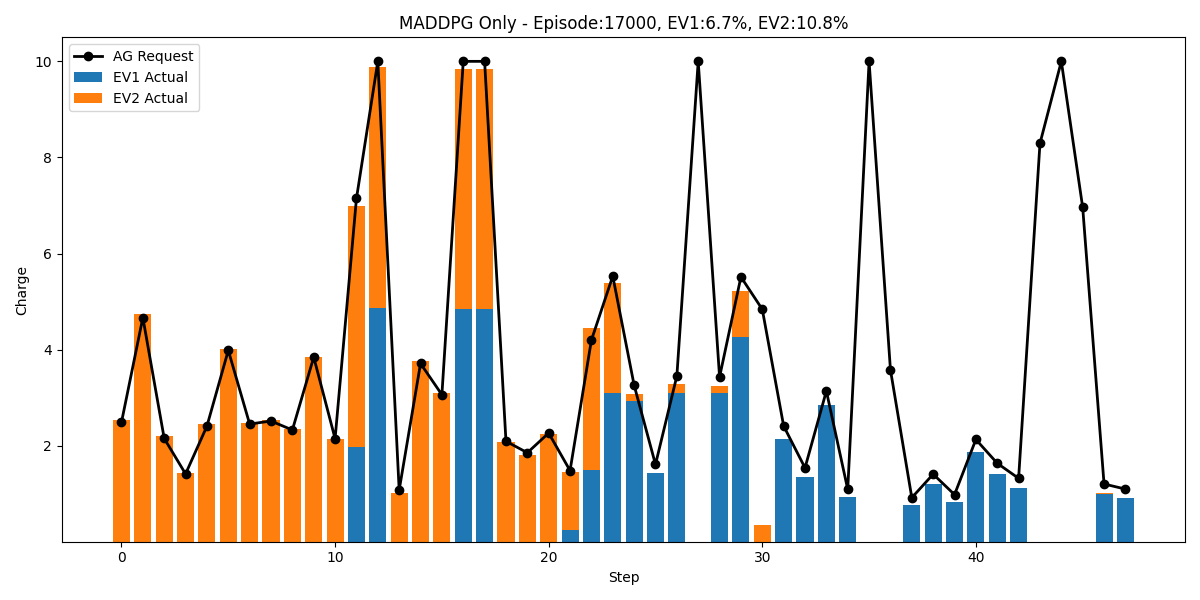 MADDPG Only - Episode:17000, EV1:6.7%, EV2:10.8%
AG Request
EV1 Actual
EV2 Actual
10
8
6
4
2
Charge
0 10 20 30 40
Step